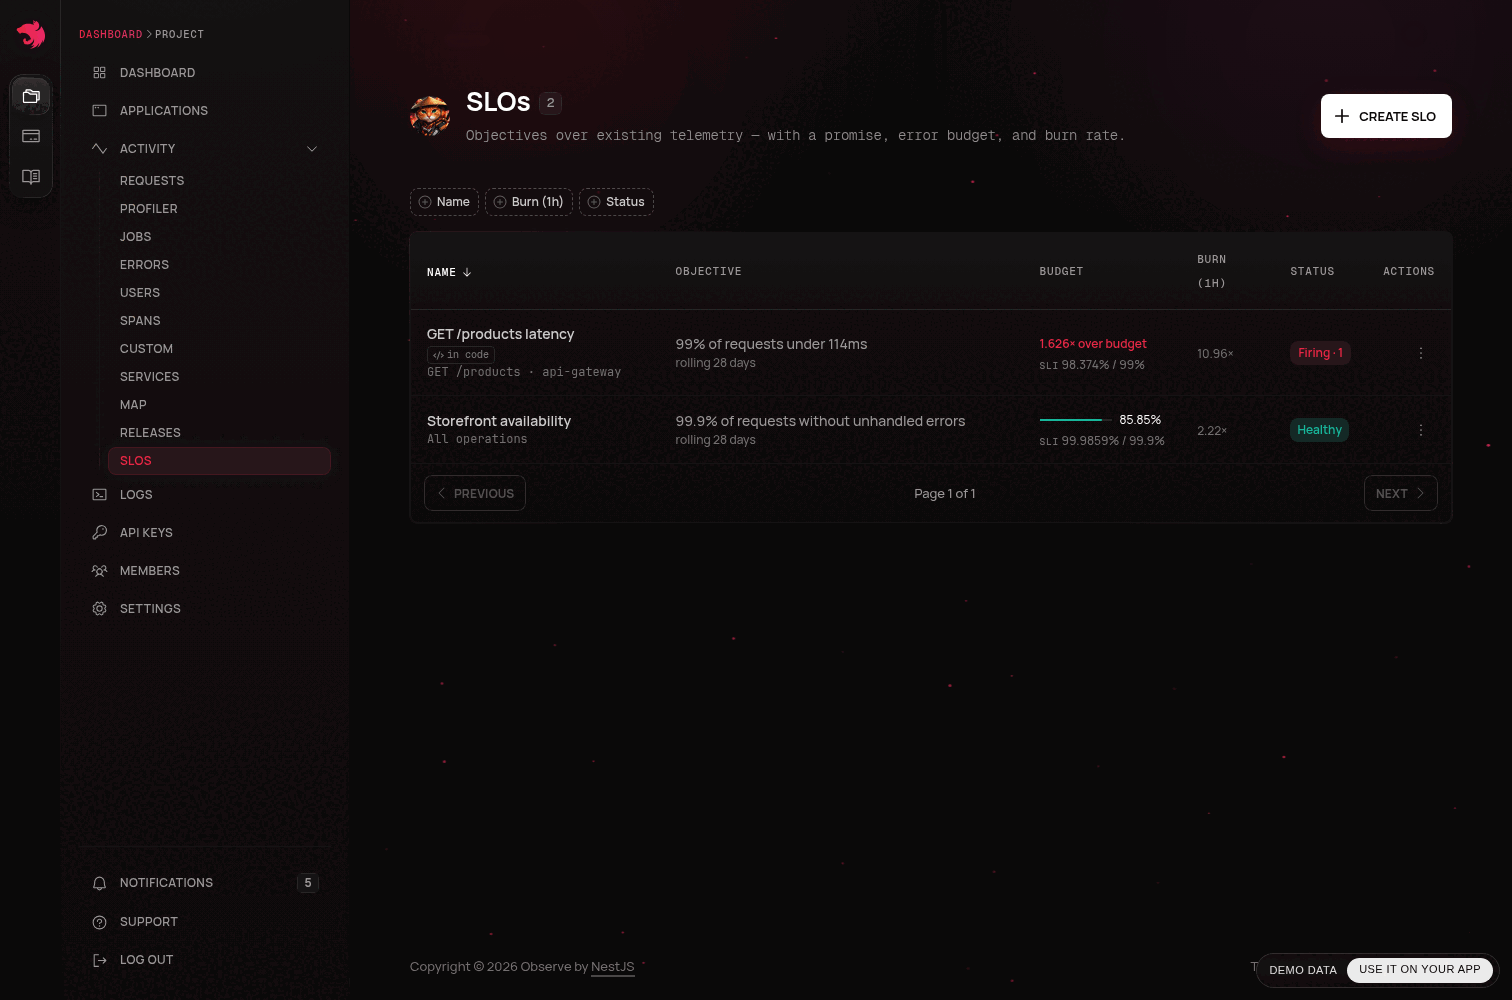 DASHBOARD > PROJECT
DASHBOARD
APPLICATIONS
ACTIVITY
REQUESTS
PROFILER
JOBS
ERRORS
USERS
SPANS
CUSTOM
SERVICES
MAP
RELEASES
SLOS
LOGS
API KEYS
MEMBERS
SETTINGS
NOTIFICATIONS 5
SUPPORT
LOG OUT
SLOs 2
Objectives over existing telemetry — with a promise, error budget, and burn rate.
CREATE SLO
Name Burn (1h) Status
NAME ↓ OBJECTIVE BUDGET BURN (1H) STATUS ACTIONS
GET /products latency
</> in code
GET /products · api-gateway
99% of requests under 114ms
rolling 28 days
1.626× over budget
SLI 98.374% / 99%
10.96×
Firing · 1
Storefront availability
All operations
99.9% of requests without unhandled errors
rolling 28 days
85.85%
SLI 99.9859% / 99.9%
2.22×
Healthy
PREVIOUS Page 1 of 1 NEXT
Copyright © 2026 Observe by NestJS
DEMO DATA USE IT ON YOUR APP